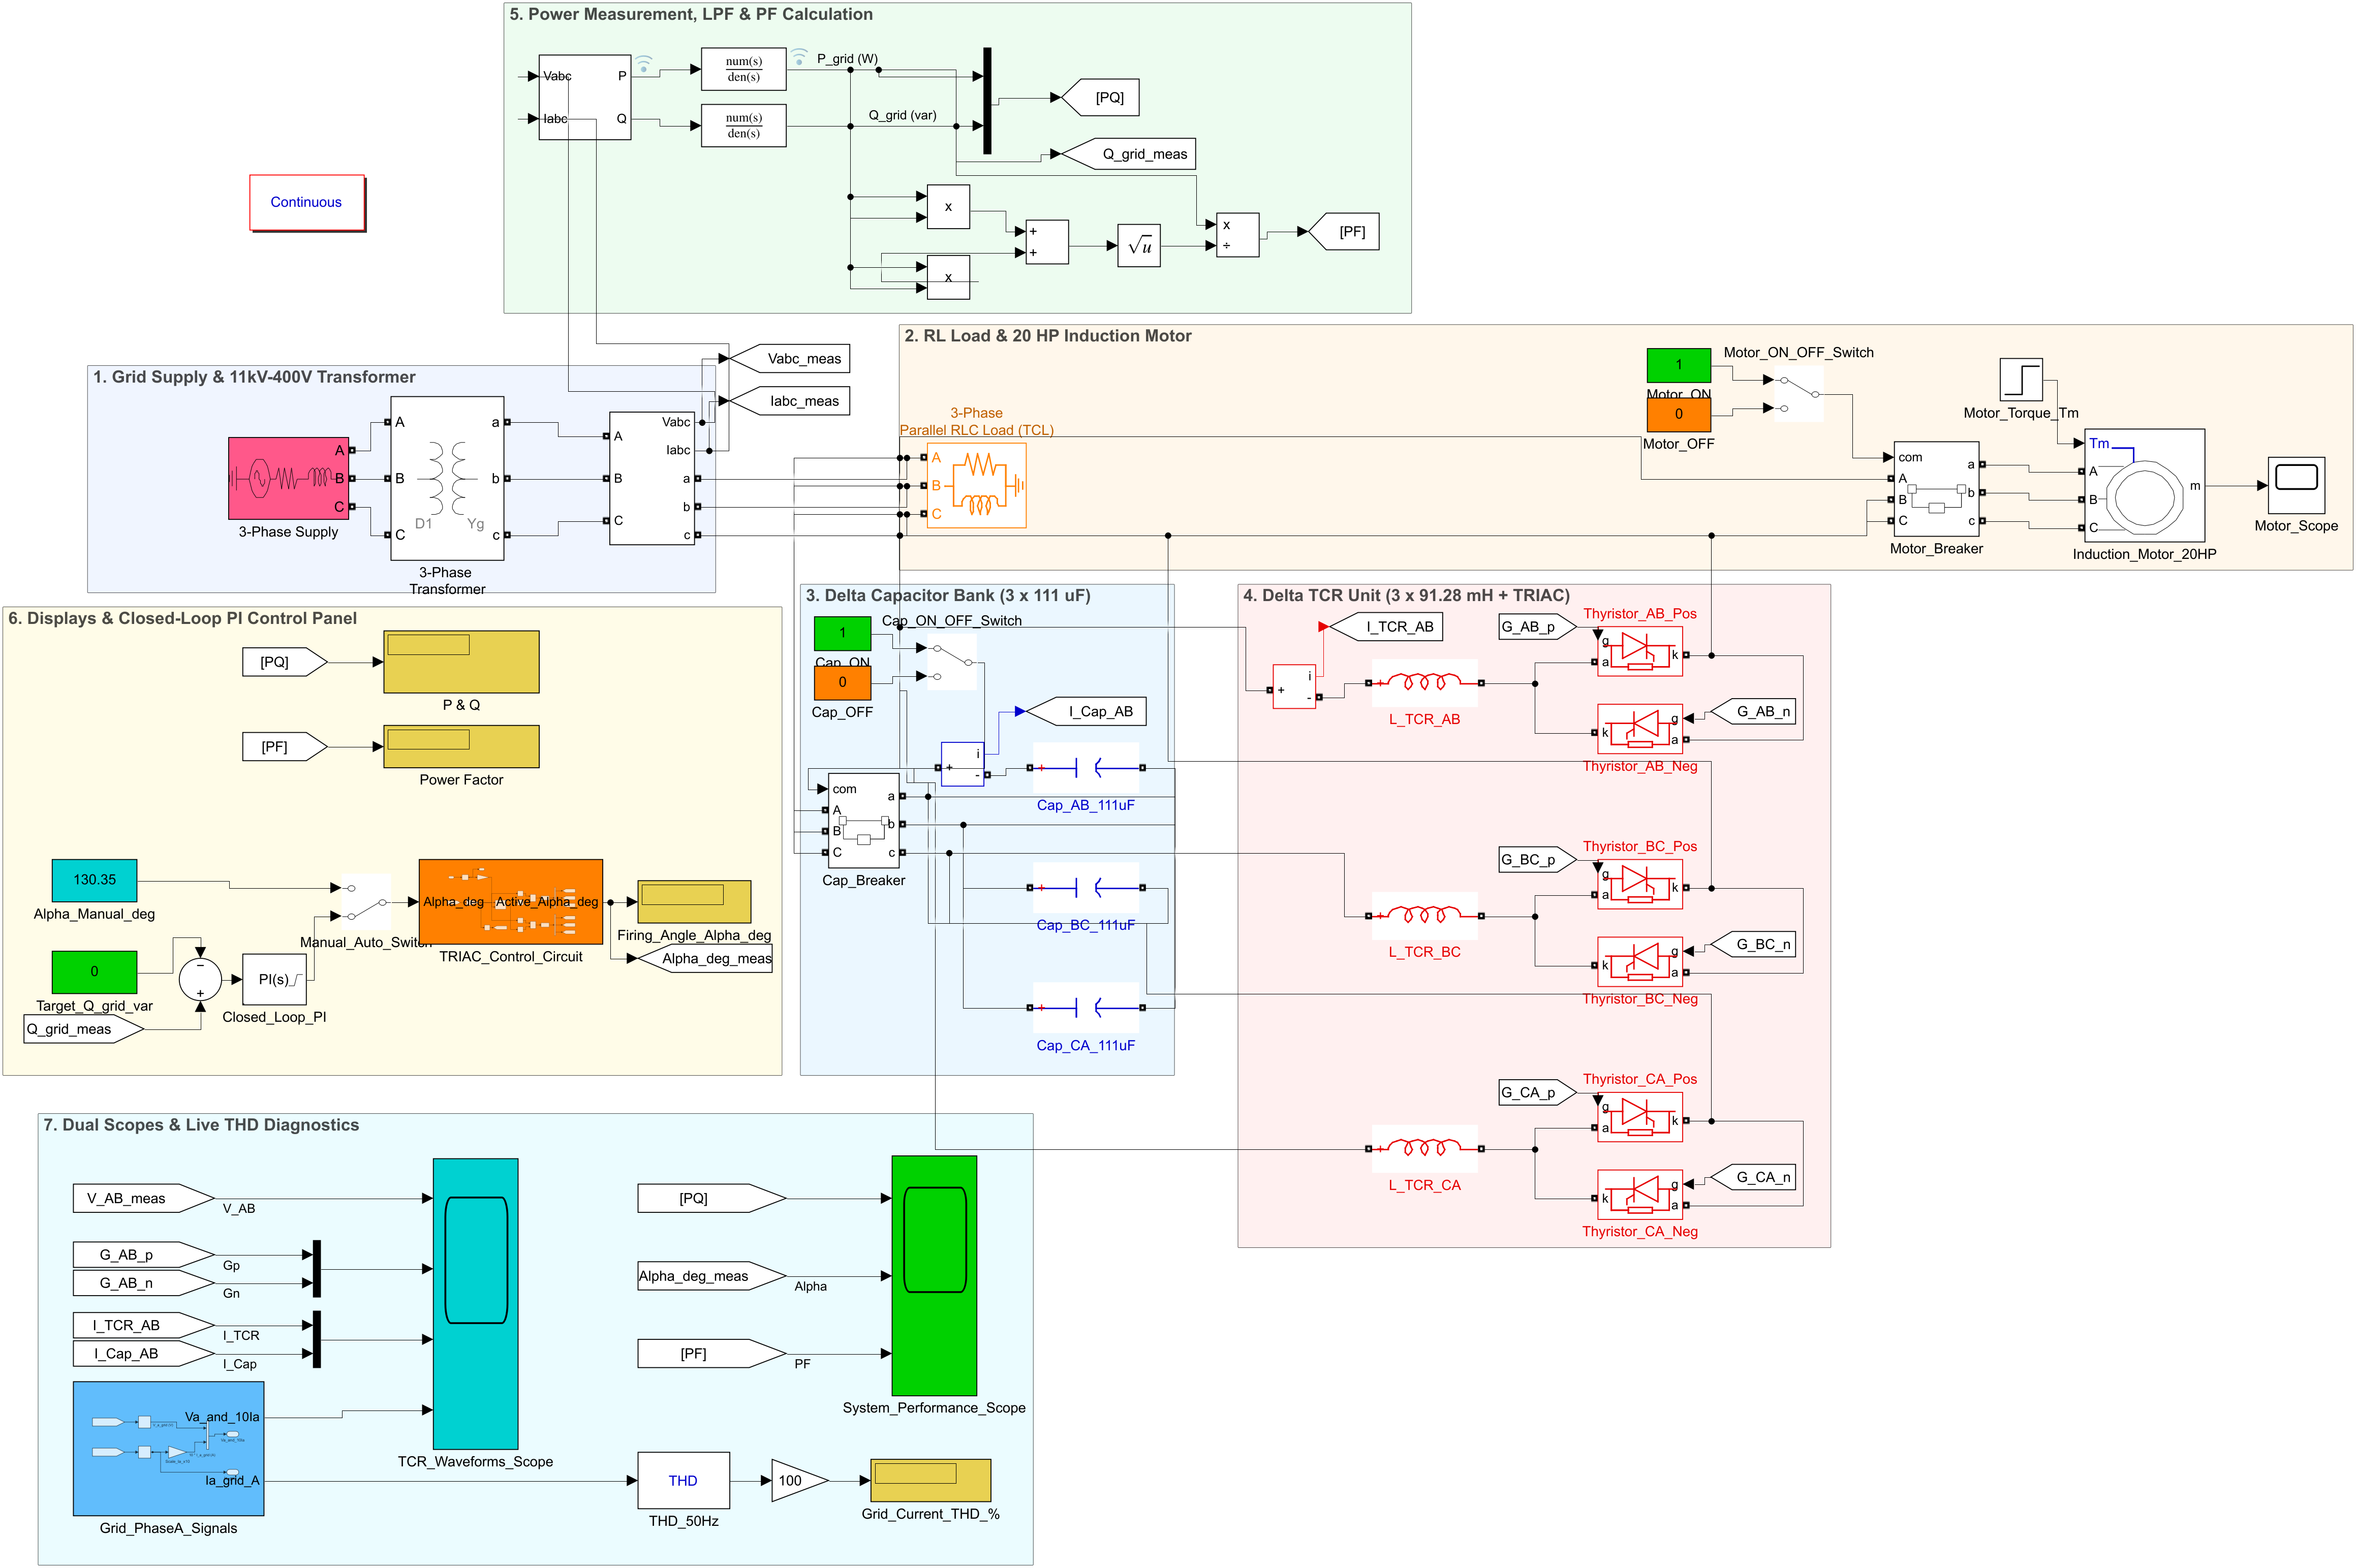 5. Power Measurement, LPF & PF Calculation
Vabc
Iabc
P
Q
num(s)
den(s)
num(s)
den(s)
P_grid (W)
Q_grid (var)
[PQ]
Q_grid_meas
x
x
+
+
√u
x
÷
[PF]
Continuous
Vabc_meas
Iabc_meas
1. Grid Supply & 11kV-400V Transformer
A
B
C
3-Phase Supply
A
B
C
a
b
c
D1
Yg
3-Phase
Transformer
A
B
C
Vabc
Iabc
a
b
c
2. RL Load & 20 HP Induction Motor
3-Phase
Parallel RLC Load (TCL)
A
B
C
1
Motor_ON
0
Motor_OFF
Motor_ON_OFF_Switch
Motor_Torque_Tm
com
A
B
C
a
b
c
Motor_Breaker
Tm
A
B
C
m
Induction_Motor_20HP
Motor_Scope
3. Delta Capacitor Bank (3 x 111 uF)
1
Cap_ON
0
Cap_OFF
Cap_ON_OFF_Switch
I_Cap_AB
+
i
-
com
A
B
C
a
b
c
Cap_Breaker
+
Cap_AB_111uF
+
Cap_BC_111uF
+
Cap_CA_111uF
4. Delta TCR Unit (3 x 91.28 mH + TRIAC)
I_TCR_AB
+
i
-
+
L_TCR_AB
G_AB_p
Thyristor_AB_Pos
g
a
k
G_AB_n
k
g
a
Thyristor_AB_Neg
+
L_TCR_BC
G_BC_p
Thyristor_BC_Pos
g
a
k
G_BC_n
k
g
a
Thyristor_BC_Neg
+
L_TCR_CA
G_CA_p
Thyristor_CA_Pos
g
a
k
G_CA_n
k
g
a
Thyristor_CA_Neg
6. Displays & Closed-Loop PI Control Panel
[PQ]
P & Q
[PF]
Power Factor
130.35
Alpha_Manual_deg
0
Target_Q_grid_var
Q_grid_meas
−
+
PI(s)
Closed_Loop_PI
Manual_Auto_Switch
Alpha_deg
Active_Alpha_deg
TRIAC_Control_Circuit
Firing_Angle_Alpha_deg
Alpha_deg_meas
7. Dual Scopes & Live THD Diagnostics
V_AB_meas
V_AB
G_AB_p
Gp
G_AB_n
Gn
I_TCR_AB
I_TCR
I_Cap_AB
I_Cap
Va_and_10Ia
Ia_grid_A
Grid_PhaseA_Signals
TCR_Waveforms_Scope
[PQ]
Alpha_deg_meas
Alpha
[PF]
PF
System_Performance_Scope
THD
THD_50Hz
100
Grid_Current_THD_%